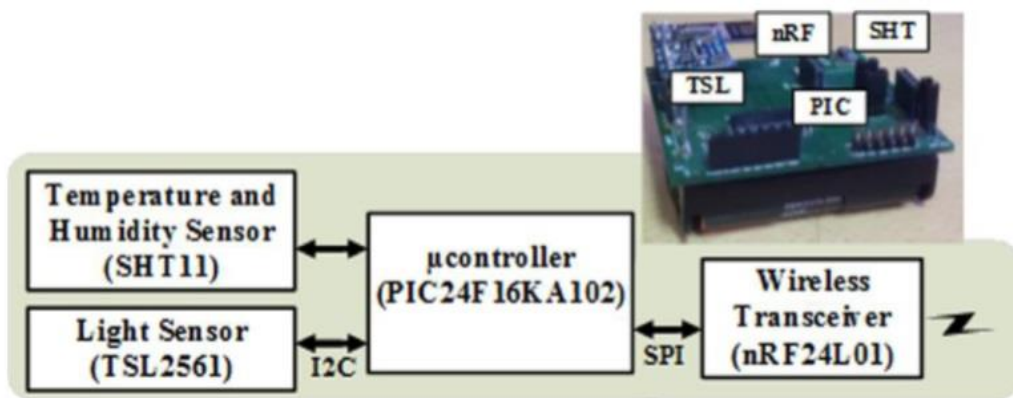 nRF
SHT
TSL
PIC
Temperature and
Humidity Sensor
(SHT11)
µcontroller
(PIC24F16KA102)
Wireless
Transceiver
(nRF24L01)
Light Sensor
(TSL2561)
I2C
SPI